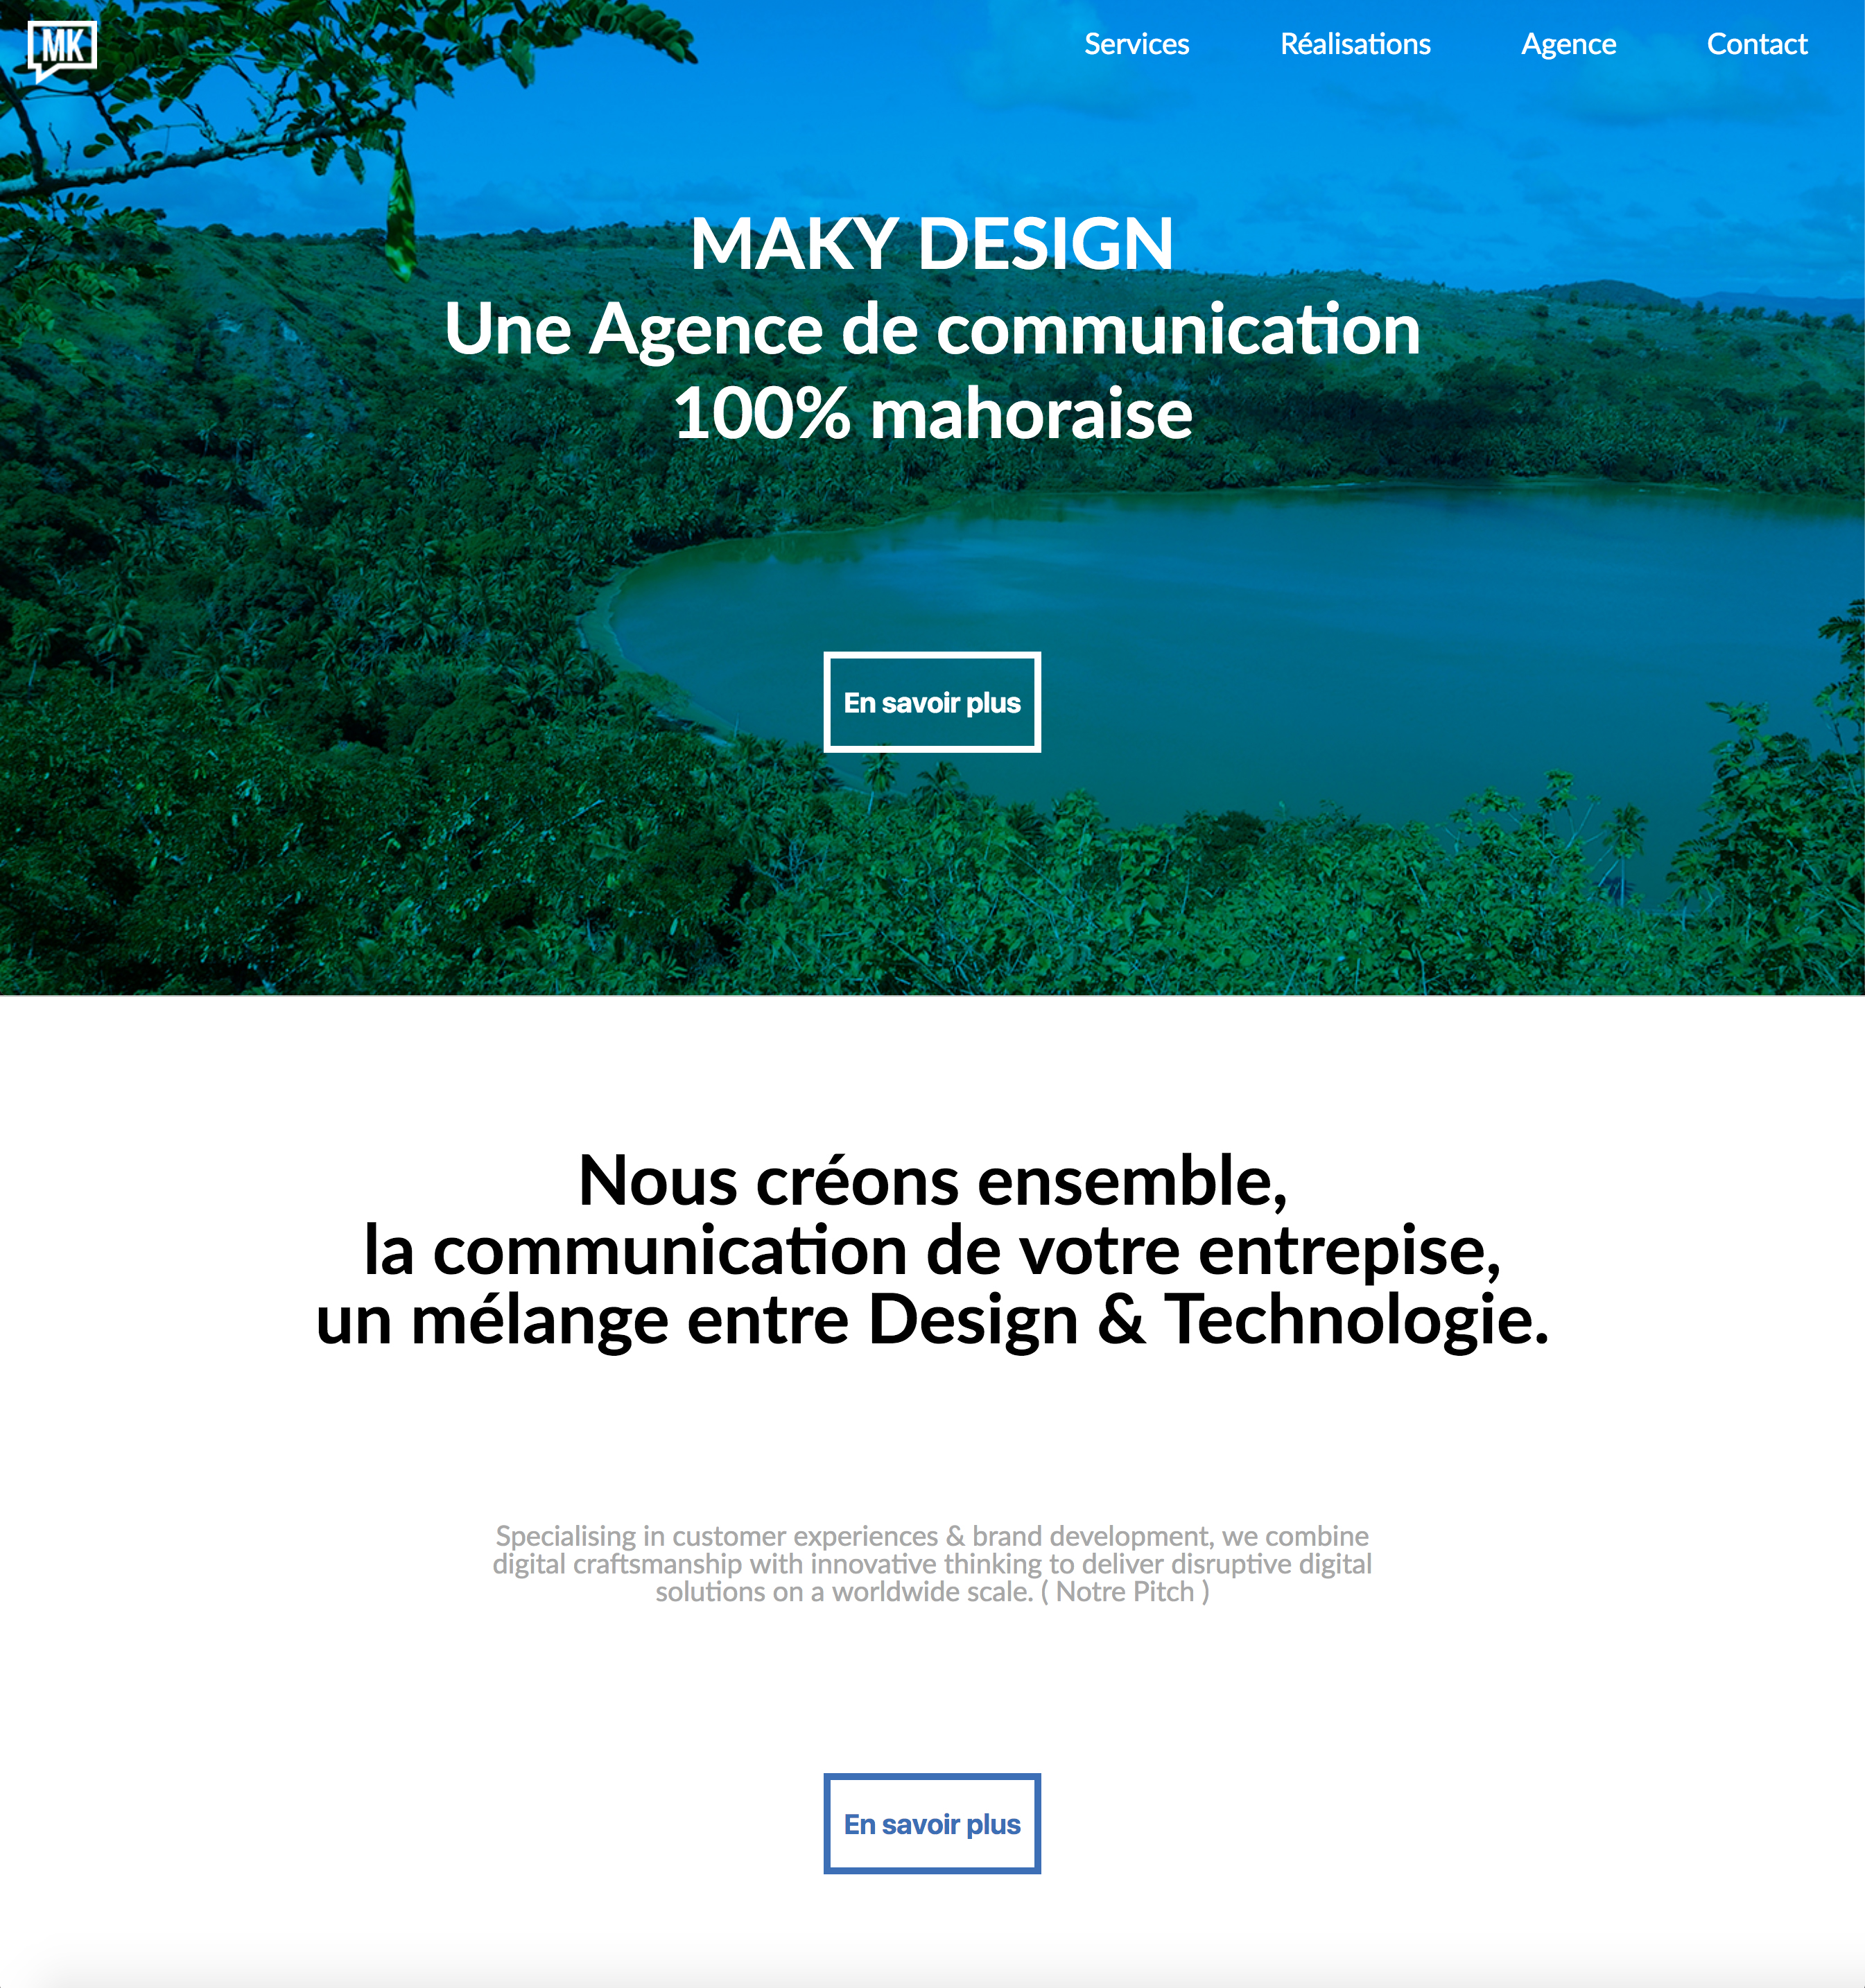 MK
Services Réalisations Agence Contact
MAKY DESIGN
Une Agence de communication
100% mahoraise
En savoir plus
Nous créons ensemble,
la communication de votre entrepise,
un mélange entre Design & Technologie.
Specialising in customer experiences & brand development, we combine
digital craftsmanship with innovative thinking to deliver disruptive digital
solutions on a worldwide scale. ( Notre Pitch )
En savoir plus